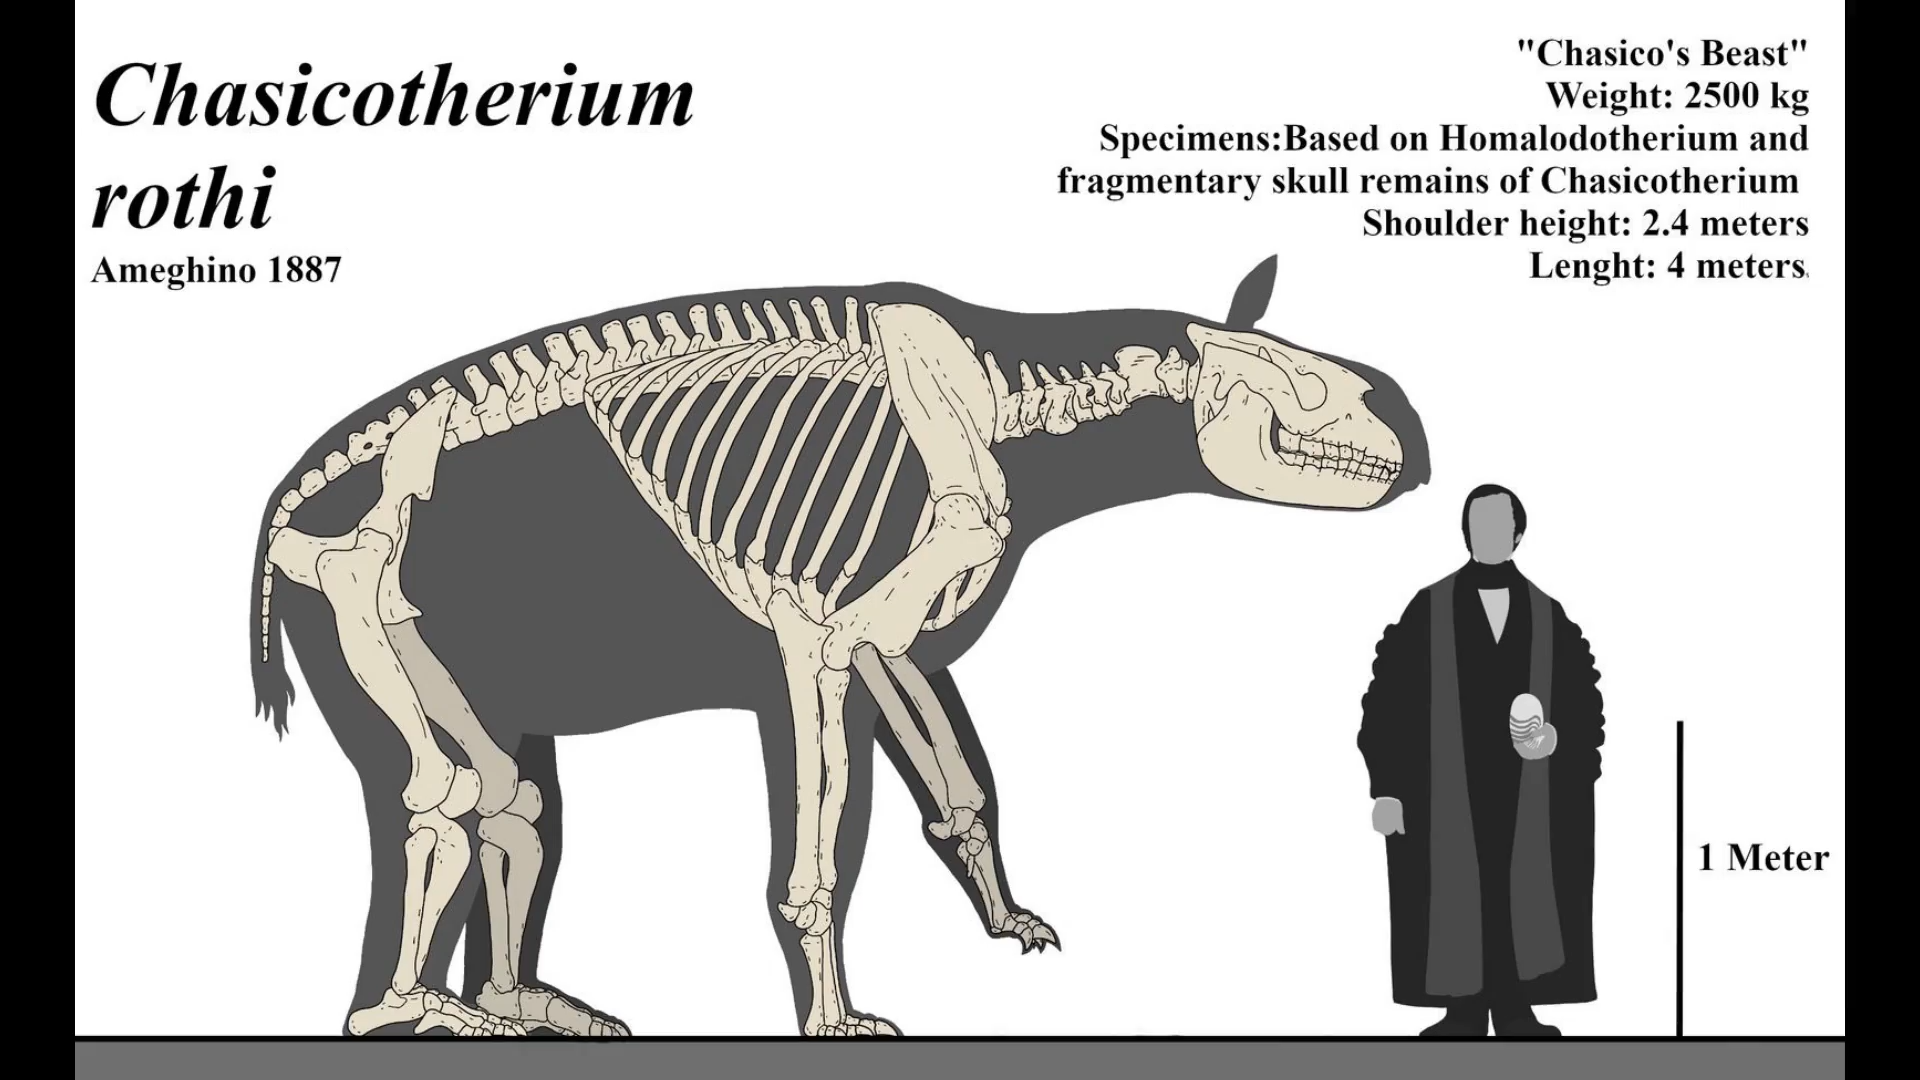 Chasicotherium
rothi
Ameghino 1887
"Chasico's Beast"
Weight: 2500 kg
Specimens:Based on Homalodotherium and
fragmentary skull remains of Chasicotherium
Shoulder height: 2.4 meters
Lenght: 4 meters.
1 Meter